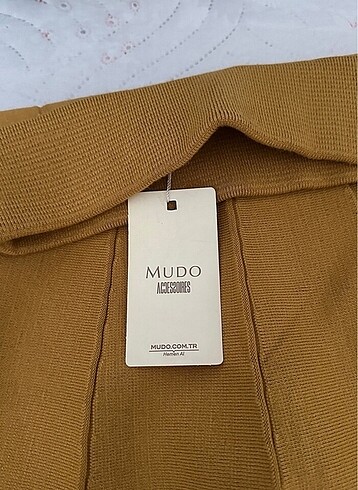 MUDO
ACCESSORIES
MUDO.COM.TR
Hemen Al